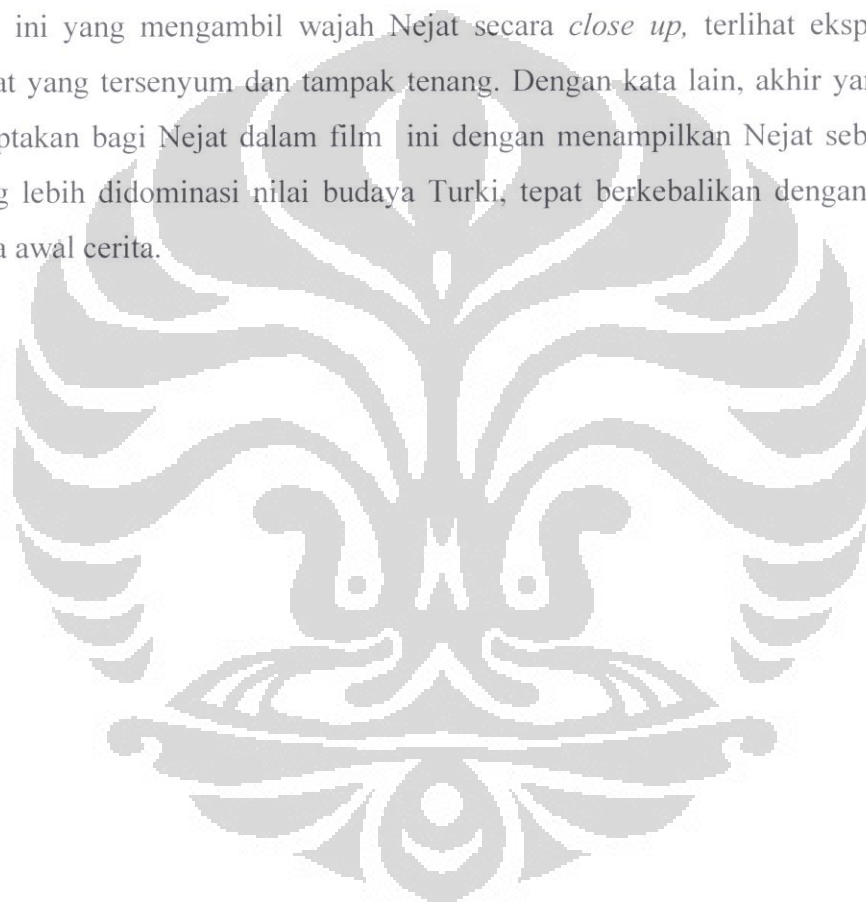 ini yang mengambil wajah Nejat secara close up, terlihat eksp
at yang tersenyum dan tampak tenang. Dengan kata lain, akhir yan
ptakan bagi Nejat dalam film ini dengan menampilkan Nejat seb
g lebih didominasi nilai budaya Turki, tepat berkebalikan dengan
a awal cerita.